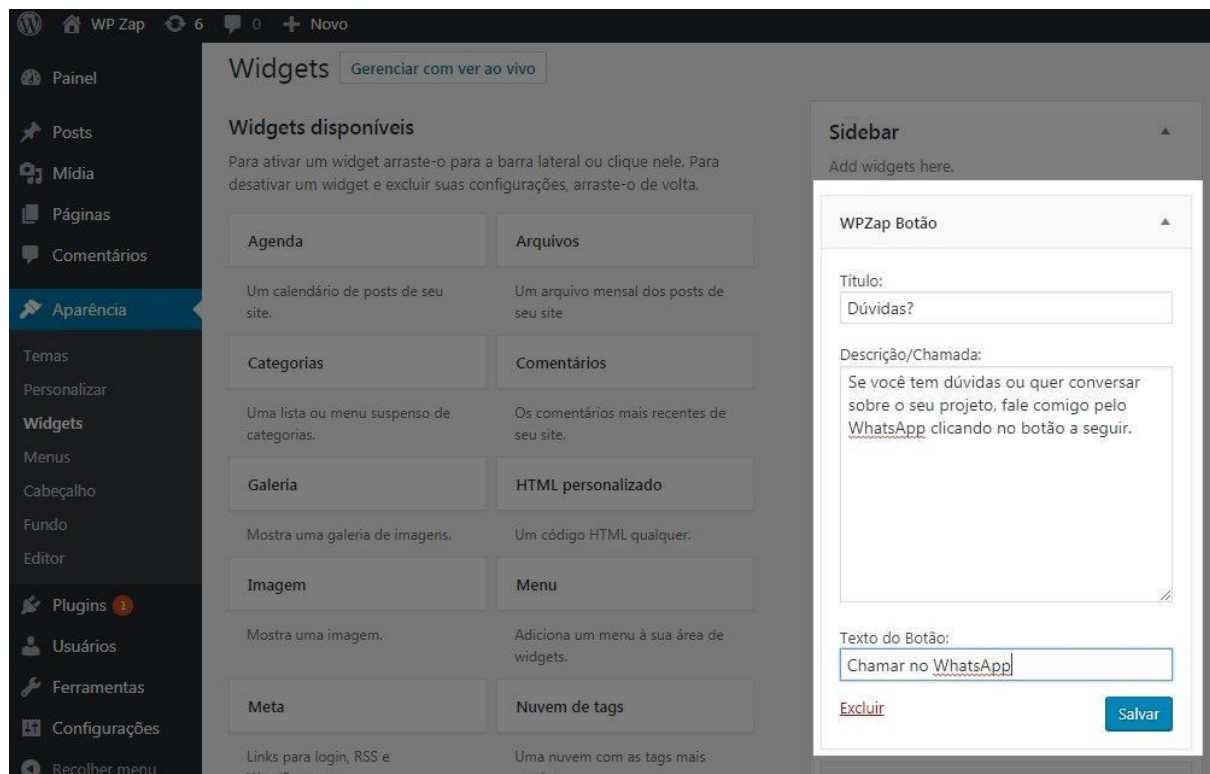 WP Zap 6 0 + Novo
Painel
Posts
Mídia
Páginas
Comentários
Aparência
Temas
Personalizar
Widgets
Menus
Cabeçalho
Fundo
Editor
Plugins 1
Usuários
Ferramentas
Configurações
Recolher menu
Widgets Gerenciar com ver ao vivo
Widgets disponíveis
Para ativar um widget arraste-o para a barra lateral ou clique nele. Para
desativar um widget e excluir suas configurações, arraste-o de volta.
Agenda
Um calendário de posts de seu
site.
Arquivos
Um arquivo mensal dos posts de
seu site
Categorias
Uma lista ou menu suspenso de
categorias.
Comentários
Os comentários mais recentes de
seu site.
Galeria
Mostra uma galeria de imagens.
HTML personalizado
Um código HTML qualquer.
Imagem
Mostra uma imagem.
Menu
Adiciona um menu à sua área de
widgets.
Meta
Links para login, RSS e
Nuvem de tags
Uma nuvem com as tags mais
Sidebar
Add widgets here.
WPZap Botão
Título:
Dúvidas?
Descrição/Chamada:
Se você tem dúvidas ou quer conversar
sobre o seu projeto, fale comigo pelo
WhatsApp clicando no botão a seguir.
Texto do Botão:
Chamar no WhatsApp
Excluir
Salvar